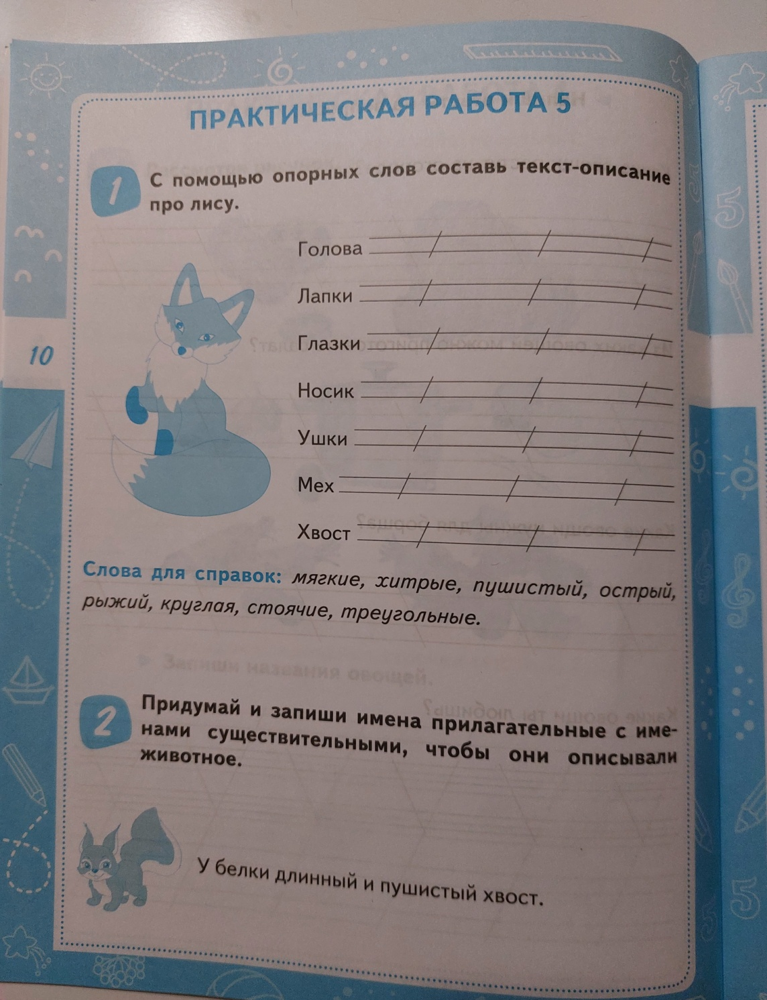 ПРАКТИЧЕСКАЯ РАБОТА 5
1
С помощью опорных слов составь текст-описание
про лису.
Голова
Лапки
Глазки
Носик
Ушки
Мех
Хвост
10
Слова для справок: мягкие, хитрые, пушистый, острый,
рыжий, круглая, стоячие, треугольные.
2
Придумай и запиши имена прилагательные с име-
нами существительными, чтобы они описывали
животное.
У белки длинный и пушистый хвост.